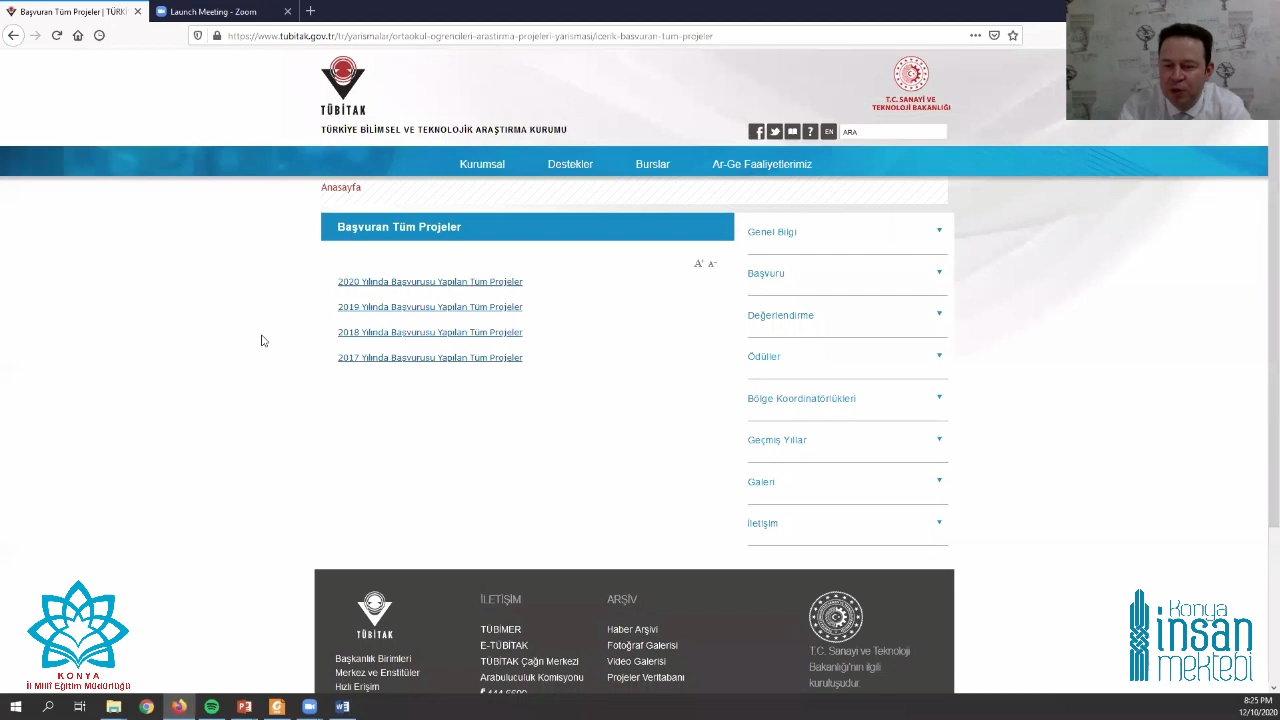 Başvuran Tüm Projeler | TÜRKİ
Launch Meeting - Zoom
https://www.tubitak.gov.tr/tr/yarismalar/ortaokul-ogrencileri-arastirma-projeleri-yarismasi/icerik-basvuran-tum-projeler
TÜBİTAK
TÜRKİYE BİLİMSEL VE TEKNOLOJİK ARAŞTIRMA KURUMU
T.C. SANAYİ VE
TEKNOLOJİ BAKANLIĞI
EN
ARA
Kurumsal
Destekler
Burslar
Ar-Ge Faaliyetlerimiz
Anasayfa
Başvuran Tüm Projeler
A+ A-
2020 Yılında Başvurusu Yapılan Tüm Projeler
2019 Yılında Başvurusu Yapılan Tüm Projeler
2018 Yılında Başvurusu Yapılan Tüm Projeler
2017 Yılında Başvurusu Yapılan Tüm Projeler
Genel Bilgi
Başvuru
Değerlendirme
Ödüller
Bölge Koordinatörlükleri
Geçmiş Yıllar
Galeri
İletişim
TÜBİTAK
Başkanlık Birimleri
Merkez ve Enstitüler
Hızlı Erişim
İLETİŞİM
TÜBİMER
E-TÜBİTAK
TÜBİTAK Çağrı Merkezi
Arabuluculuk Komisyonu
444 6690
ARŞİV
Haber Arşivi
Fotoğraf Galerisi
Video Galerisi
Projeler Veritabanı
T.C. Sanayi ve Teknoloji
Bakanlığı'nın ilgili
kuruluşudur.
KONYA
İl Millî Eğitim Müdürlüğü
Konya
insan
mektebi
8:25 PM
12/10/2020